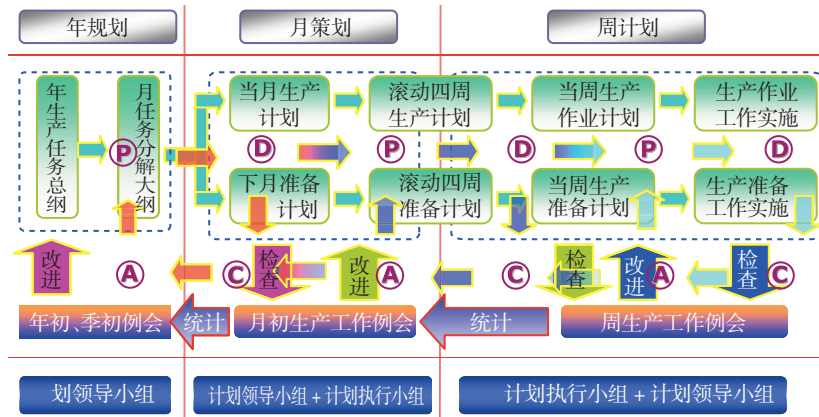 年规划
月策划
周计划
年生产任务总纲
月任务分解大纲
当月生产
计划
滚动四周
生产计划
当周生产
作业计划
生产作业
工作实施
P
D
P
D
P
D
下月准备
计划
滚动四周
准备计划
当周生产
准备计划
生产准备
工作实施
改进
A
C
检查
改进
A
C
检查
改进
A
检查
C
年初、季初例会
统计
月初生产工作例会
统计
周生产工作例会
划领导小组
计划领导小组+计划执行小组
计划执行小组+计划领导小组